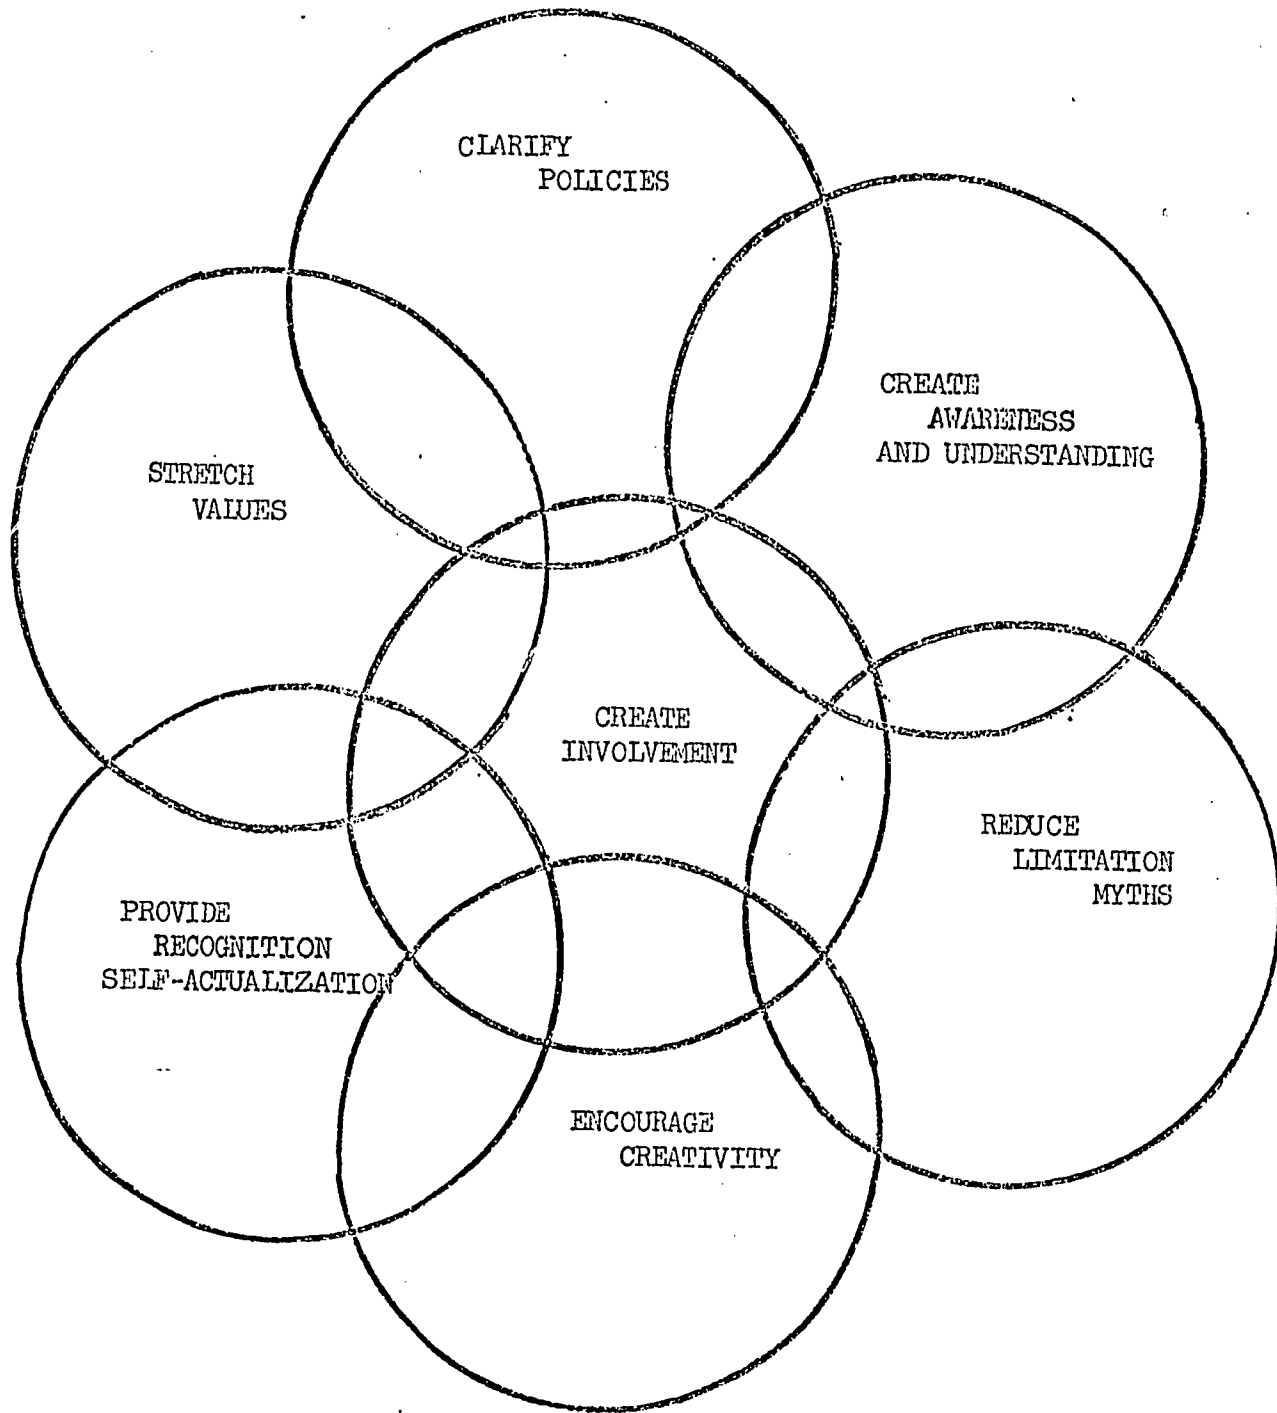 CLARIFY
POLICIES
CREATE
AWARENESS
AND UNDERSTANDING
STRETCH
VALUES
CREATE
INVOLVEMENT
REDUCE
LIMITATION
MYTHS
PROVIDE
RECOGNITION
SELF-ACTUALIZATION
ENCOURAGE
CREATIVITY